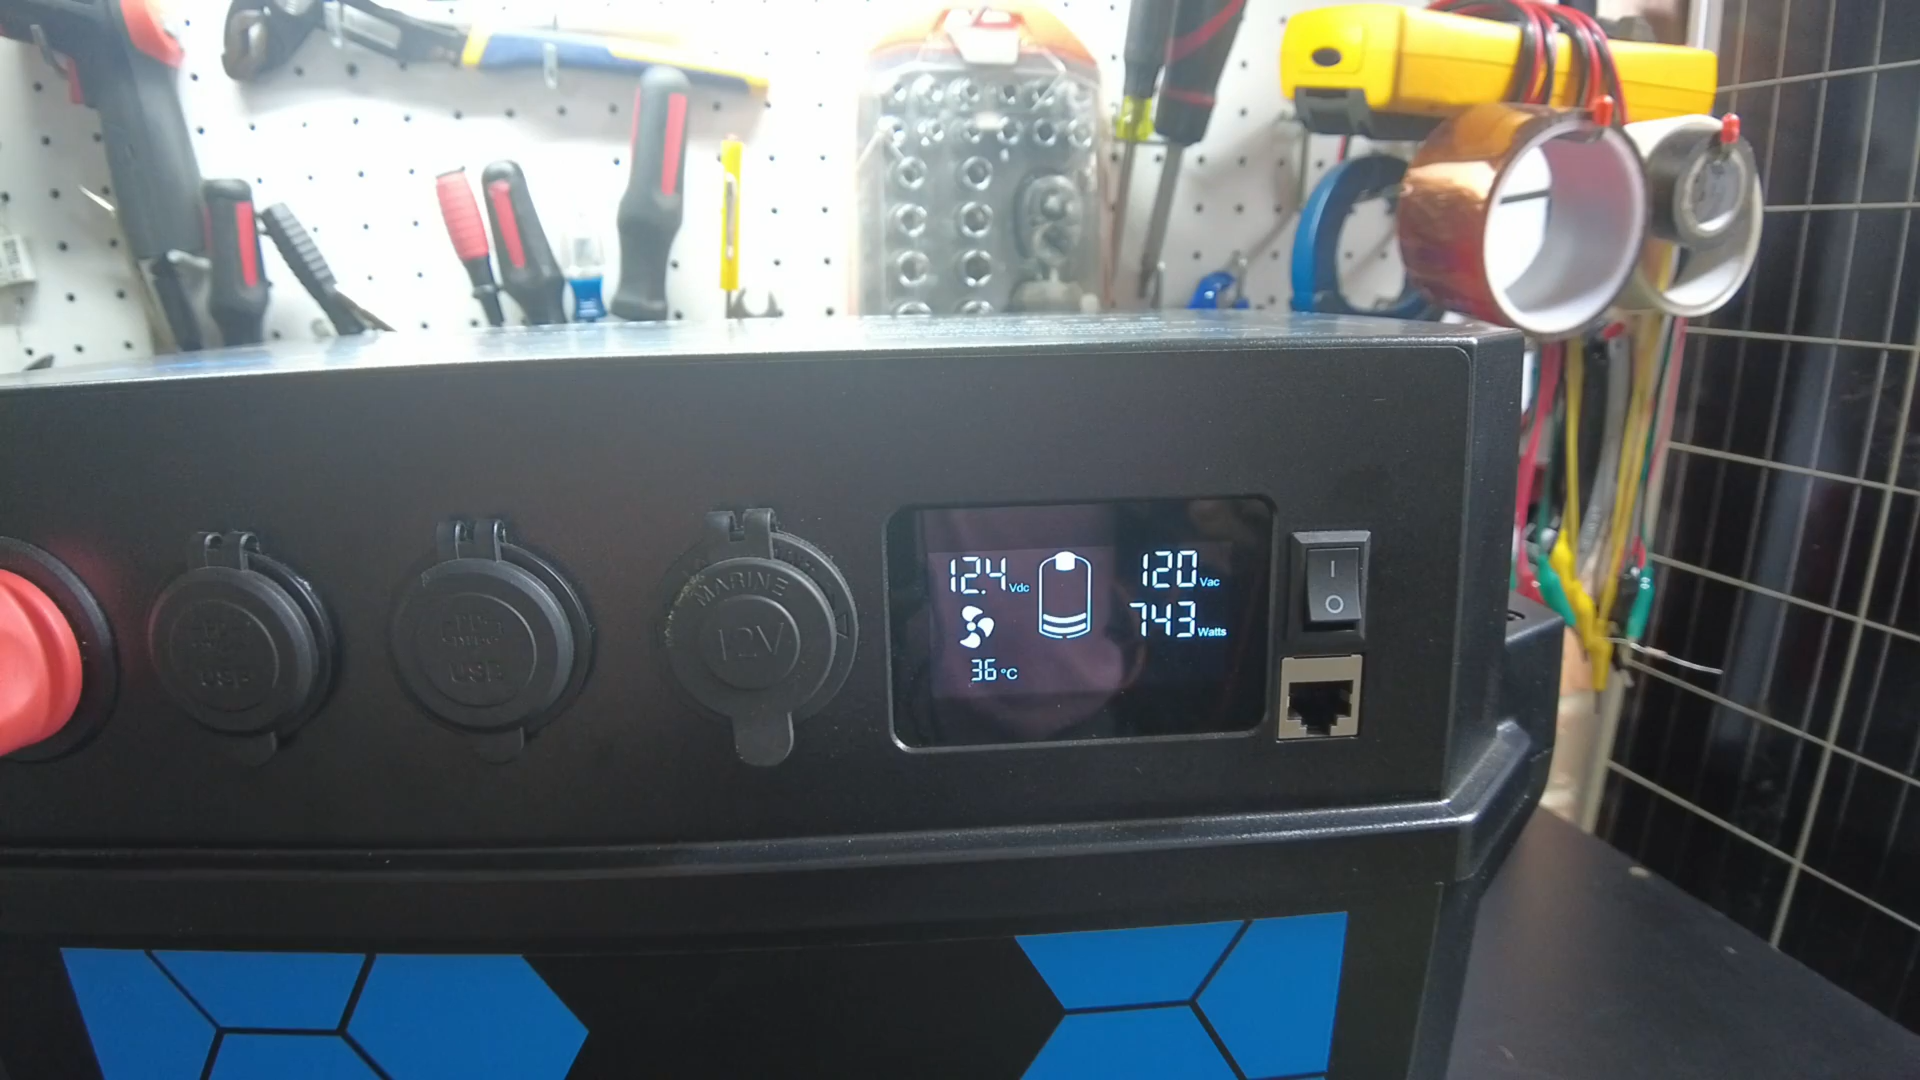 MARINE
12V
USB
USB
12.4 Vdc
120 Vac
743 Watts
36 °C
I
O